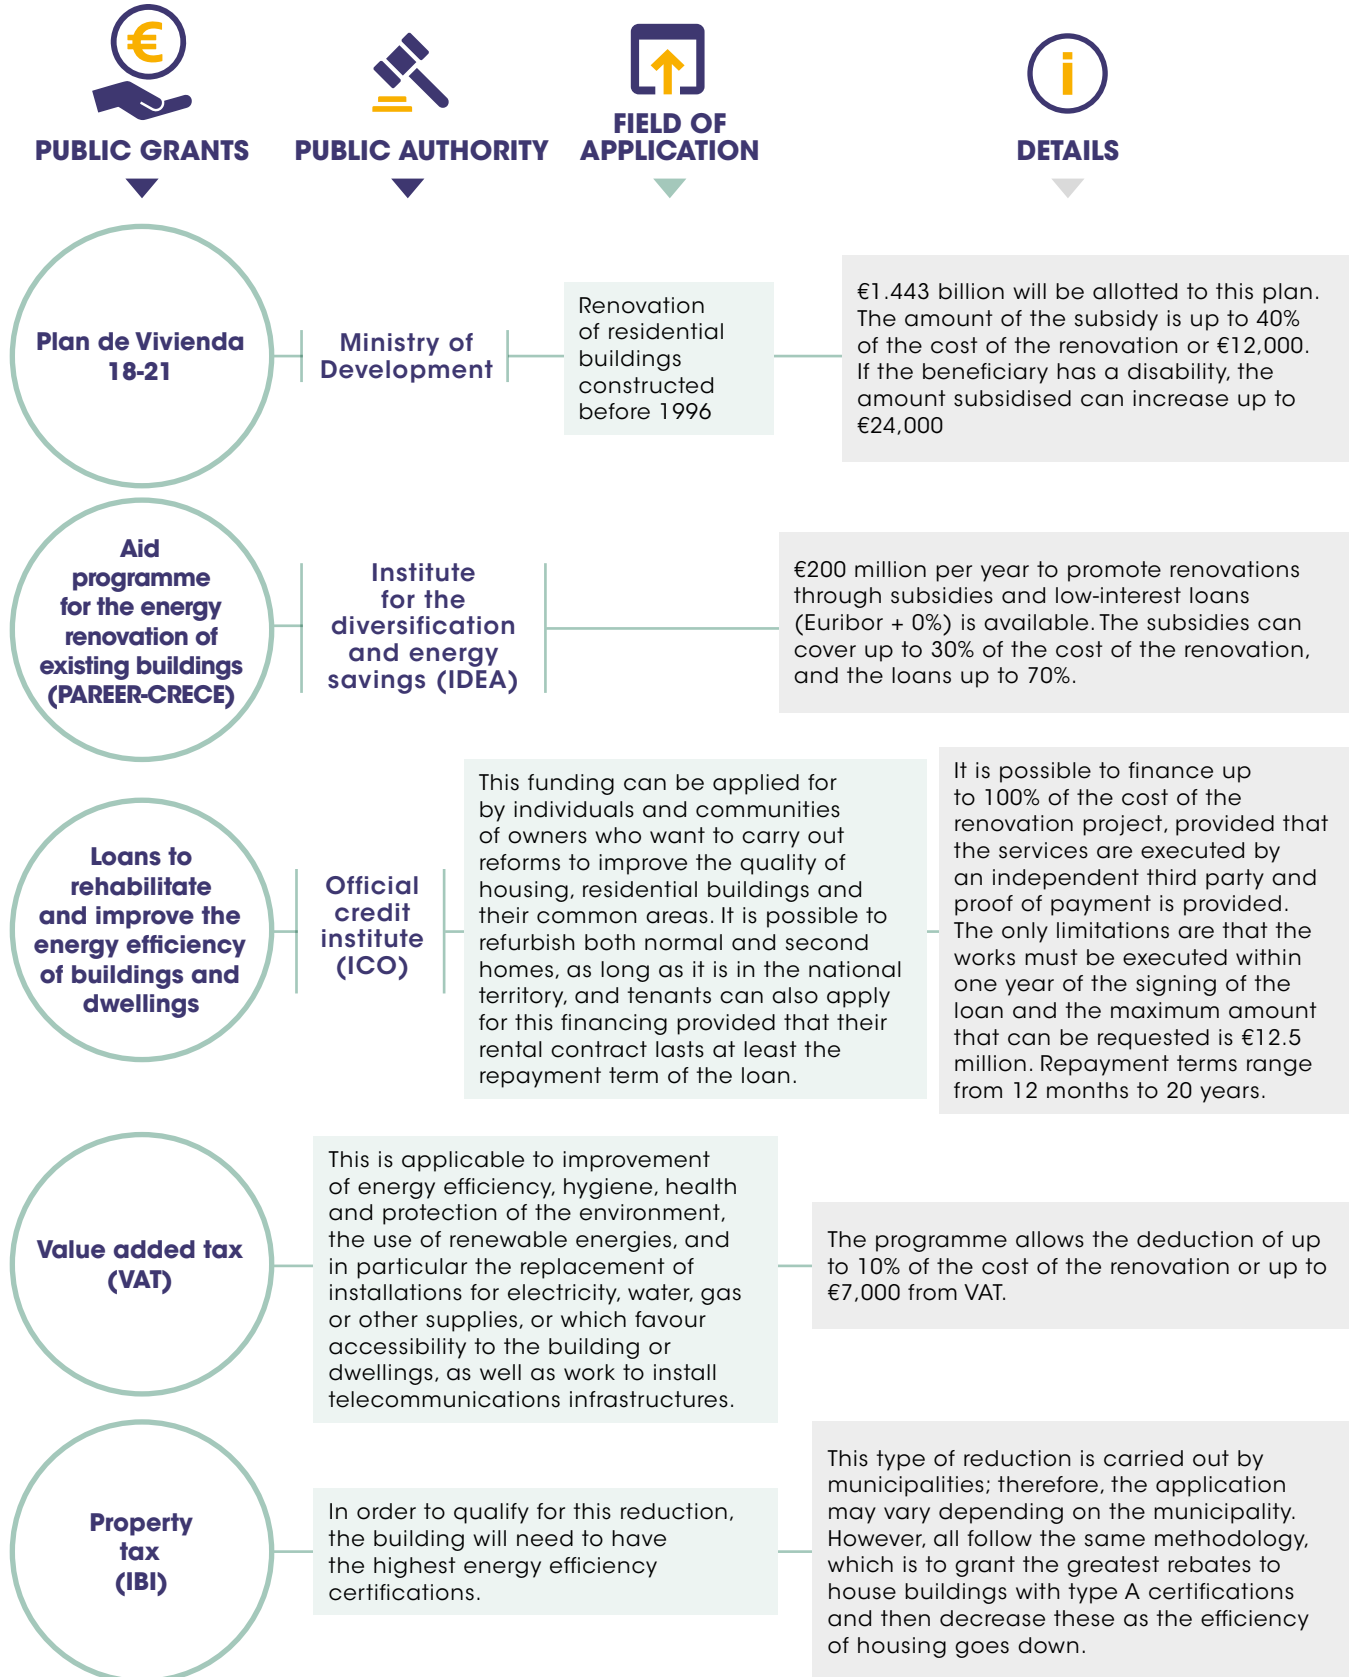 €
i
PUBLIC GRANTS
PUBLIC AUTHORITY
FIELD OF
APPLICATION
DETAILS
Plan de Vivienda
18-21
Ministry of
Development
Renovation
of residential
buildings
constructed
before 1996
€1.443 billion will be allotted to this plan.
The amount of the subsidy is up to 40%
of the cost of the renovation or €12,000.
If the beneficiary has a disability, the
amount subsidised can increase up to
€24,000
Aid
programme
for the energy
renovation of
existing buildings
(PAREER-CRECE)
Institute
for the
diversification
and energy
savings (IDEA)
€200 million per year to promote renovations
through subsidies and low-interest loans
(Euribor + 0%) is available. The subsidies can
cover up to 30% of the cost of the renovation,
and the loans up to 70%.
Loans to
rehabilitate
and improve the
energy efficiency
of buildings and
dwellings
Official
credit
institute
(ICO)
This funding can be applied for
by individuals and communities
of owners who want to carry out
reforms to improve the quality of
housing, residential buildings and
their common areas. It is possible to
refurbish both normal and second
homes, as long as it is in the national
territory, and tenants can also apply
for this financing provided that their
rental contract lasts at least the
repayment term of the loan.
It is possible to finance up
to 100% of the cost of the
renovation project, provided that
the services are executed by
an independent third party and
proof of payment is provided.
The only limitations are that the
works must be executed within
one year of the signing of the
loan and the maximum amount
that can be requested is €12.5
million. Repayment terms range
from 12 months to 20 years.
Value added tax
(VAT)
This is applicable to improvement
of energy efficiency, hygiene, health
and protection of the environment,
the use of renewable energies, and
in particular the replacement of
installations for electricity, water, gas
or other supplies, or which favour
accessibility to the building or
dwellings, as well as work to install
telecommunications infrastructures.
The programme allows the deduction of up
to 10% of the cost of the renovation or up to
€7,000 from VAT.
Property
tax
(IBI)
In order to qualify for this reduction,
the building will need to have
the highest energy efficiency
certifications.
This type of reduction is carried out by
municipalities; therefore, the application
may vary depending on the municipality.
However, all follow the same methodology,
which is to grant the greatest rebates to
house buildings with type A certifications
and then decrease these as the efficiency
of housing goes down.